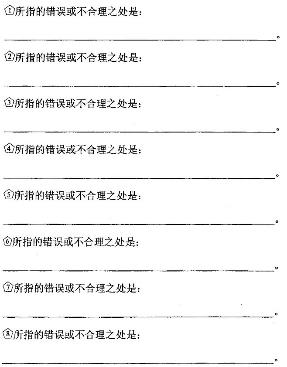 ①所指的错误或不合理之处是:
。
②所指的错误或不合理之处是:
。
③所指的错误或不合理之处是:
。
④所指的错误或不合理之处是:
。
⑤所指的错误或不合理之处是:
。
⑥所指的错误或不合理之处是:
。
⑦所指的错误或不合理之处是:
。
⑧所指的错误或不合理之处是:
。